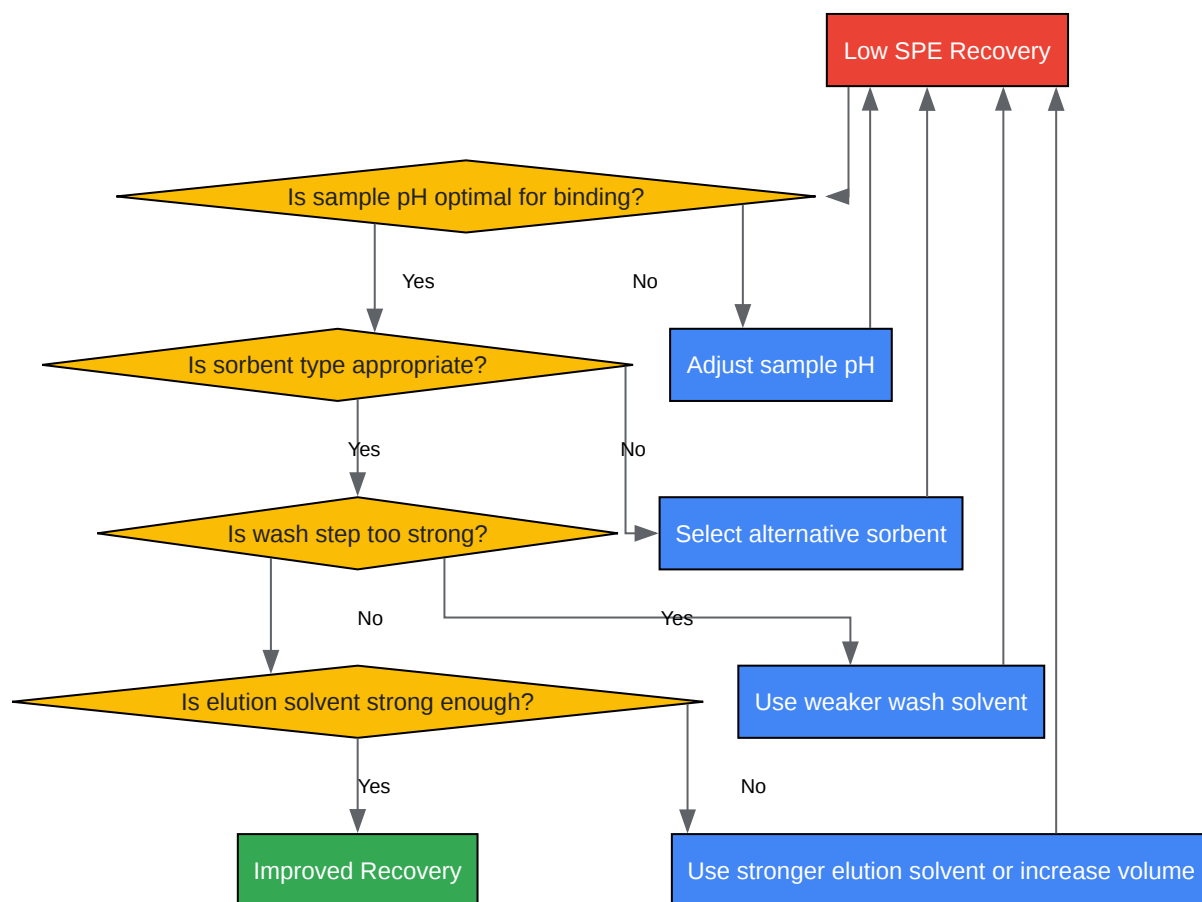 Low SPE Recovery
Is sample pH optimal for binding?
Yes
No
Is sorbent type appropriate?
Adjust sample pH
Yes
No
Is wash step too strong?
Select alternative sorbent
No
Yes
Is elution solvent strong enough?
Use weaker wash solvent
Yes
No
Improved Recovery
Use stronger elution solvent or increase volume